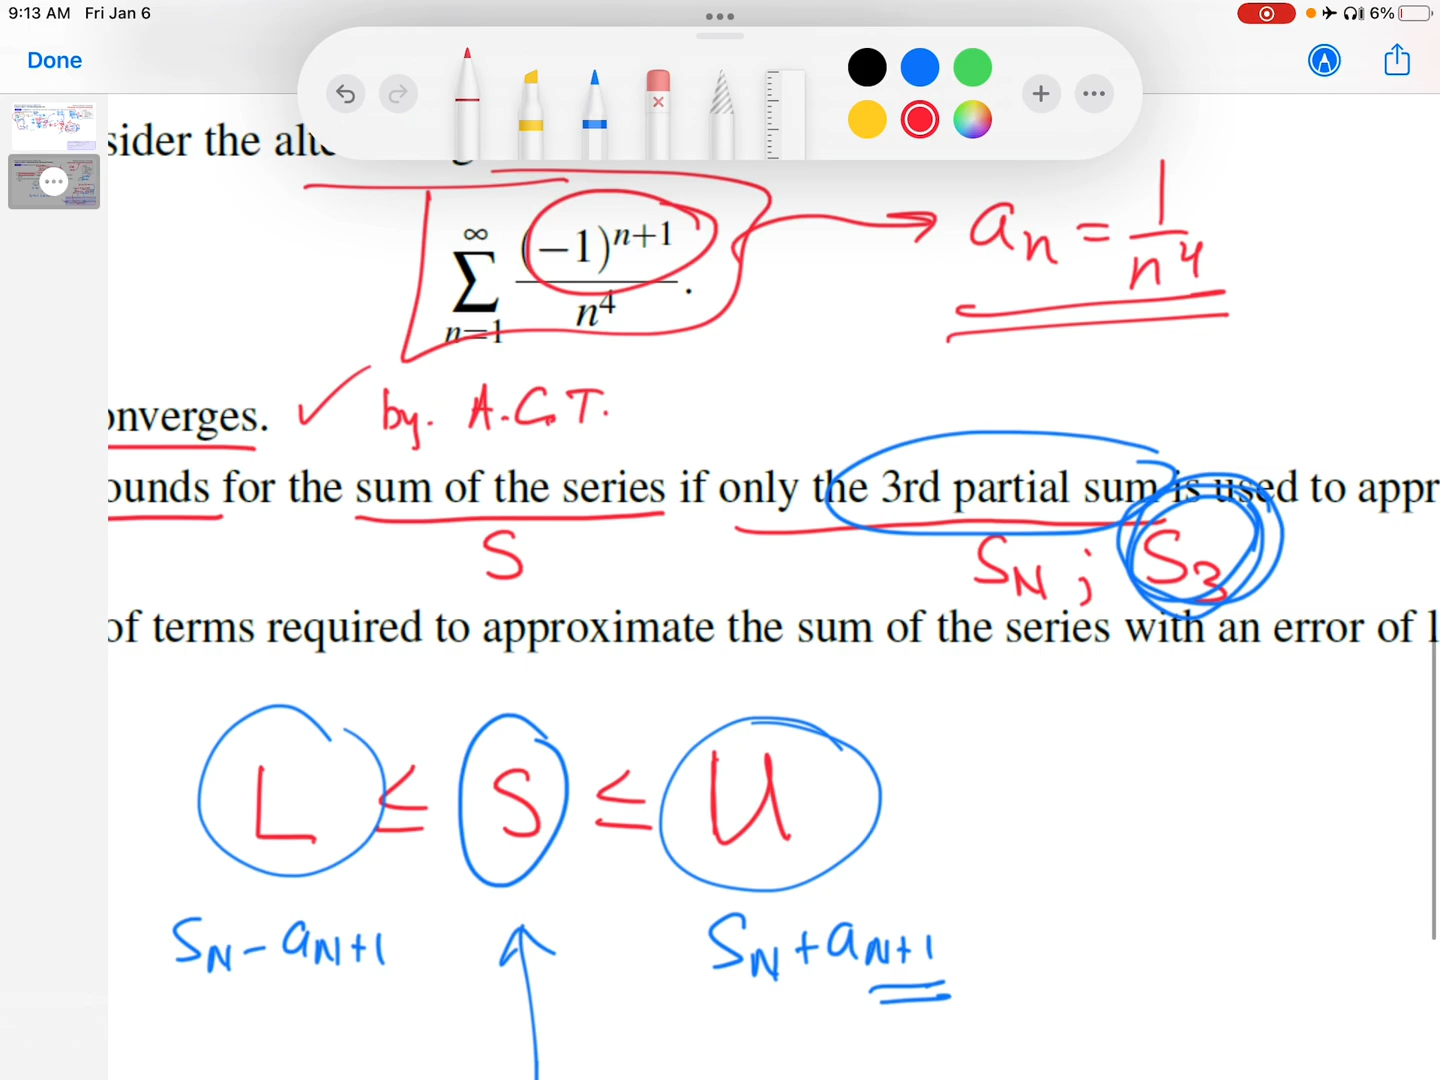 9:13 AM Fri Jan 6
6%
Done
sider the
∞
∑ (-1)^{n+1} / n^4 .
n=1
a_n = 1/n^4
onverges. ✓ by. A.C.T.
ounds for the sum of the series if only the 3rd partial sum is used to appr
S
S_N ; S_3
of terms required to approximate the sum of the series with an error of l
L ≤ S ≤ U
S_N - a_{N+1}
S_N + a_{N+1}